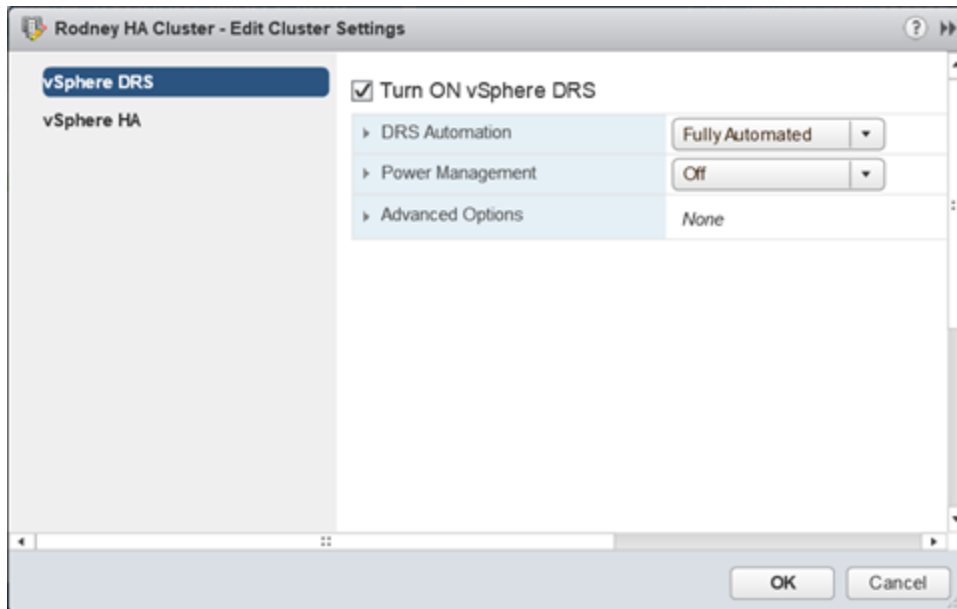 Rodney HA Cluster - Edit Cluster Settings ?
vSphere DRS
vSphere HA
Turn ON vSphere DRS
DRS Automation Fully Automated
Power Management Off
Advanced Options None
OK Cancel